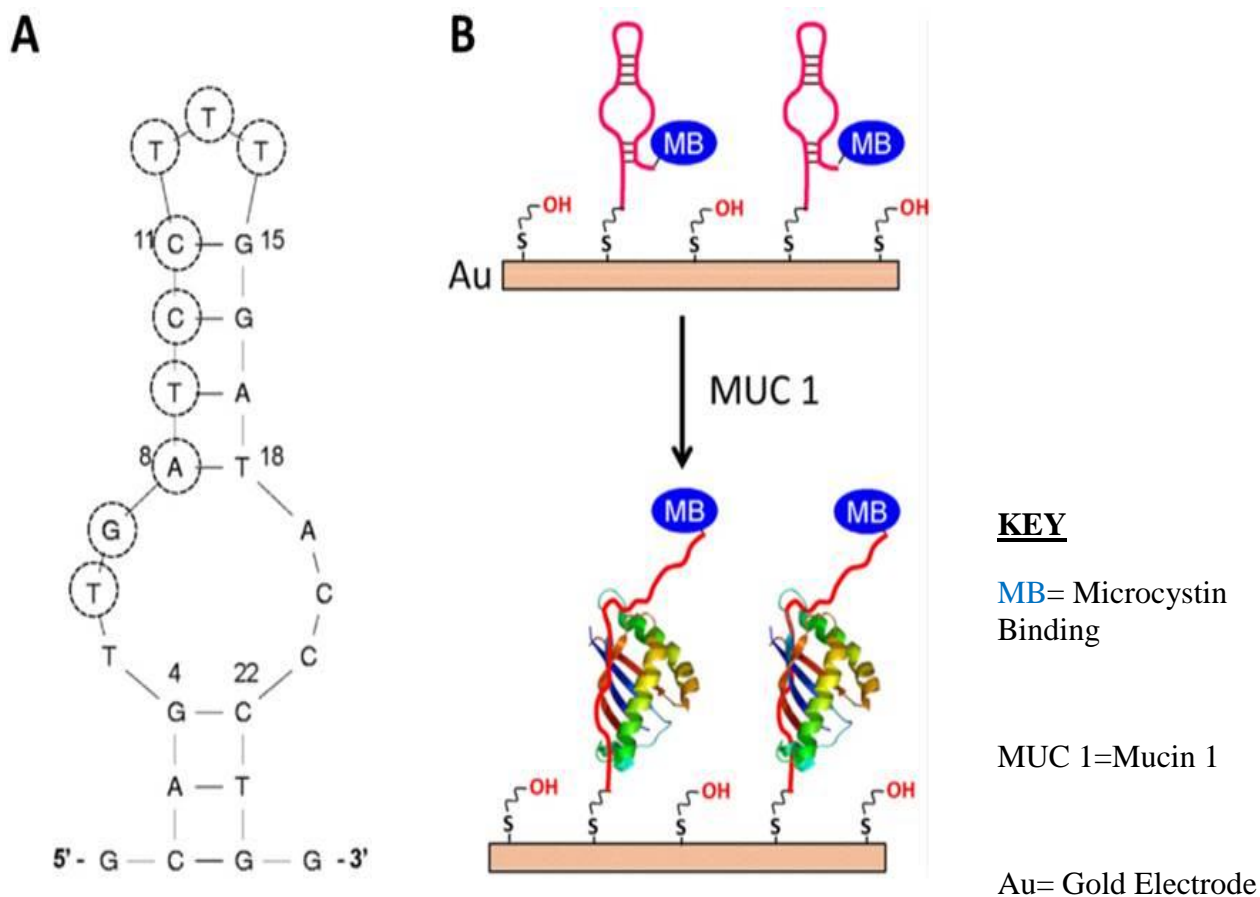 A
T T T
11 C G 15
C G
T A
8 A T 18
G A
T C
T C
4 22
G C
A T
5'- G C G G -3'
B
MB MB
OH OH OH
S S S S S
Au
MUC 1
MB MB
OH OH OH
S S S S S
KEY
MB= Microcystin
Binding
MUC 1=Mucin 1
Au= Gold Electrode